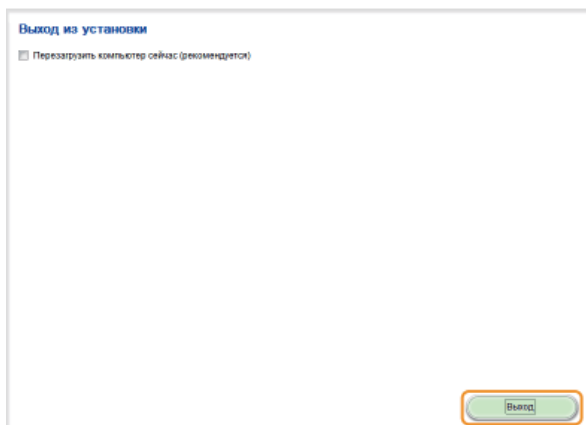 Выход из установки
Перезагрузить компьютер сейчас (рекомендуется)
Выход